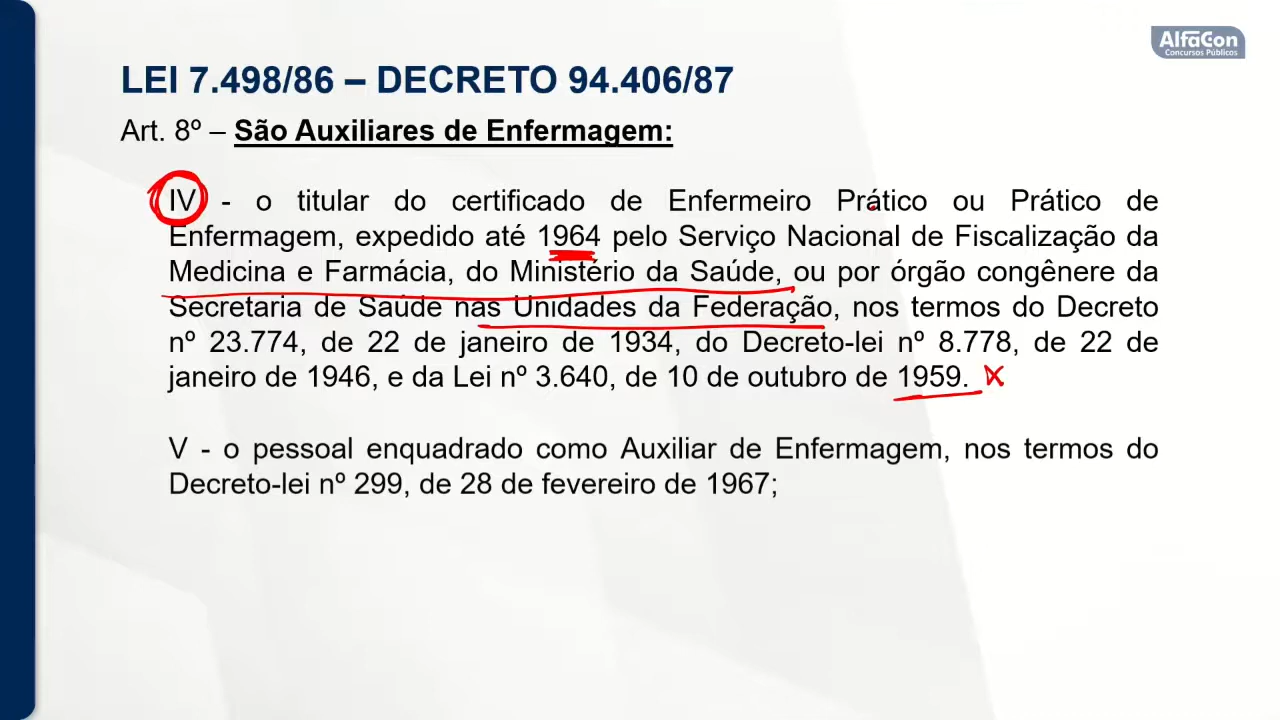 AlfaCon
Concursos Públicos
LEI 7.498/86 – DECRETO 94.406/87
Art. 8º – São Auxiliares de Enfermagem:
IV - o titular do certificado de Enfermeiro Prático ou Prático de
Enfermagem, expedido até 1964 pelo Serviço Nacional de Fiscalização da
Medicina e Farmácia, do Ministério da Saúde, ou por órgão congênere da
Secretaria de Saúde nas Unidades da Federação, nos termos do Decreto
nº 23.774, de 22 de janeiro de 1934, do Decreto-lei nº 8.778, de 22 de
janeiro de 1946, e da Lei nº 3.640, de 10 de outubro de 1959.
V - o pessoal enquadrado como Auxiliar de Enfermagem, nos termos do
Decreto-lei nº 299, de 28 de fevereiro de 1967;